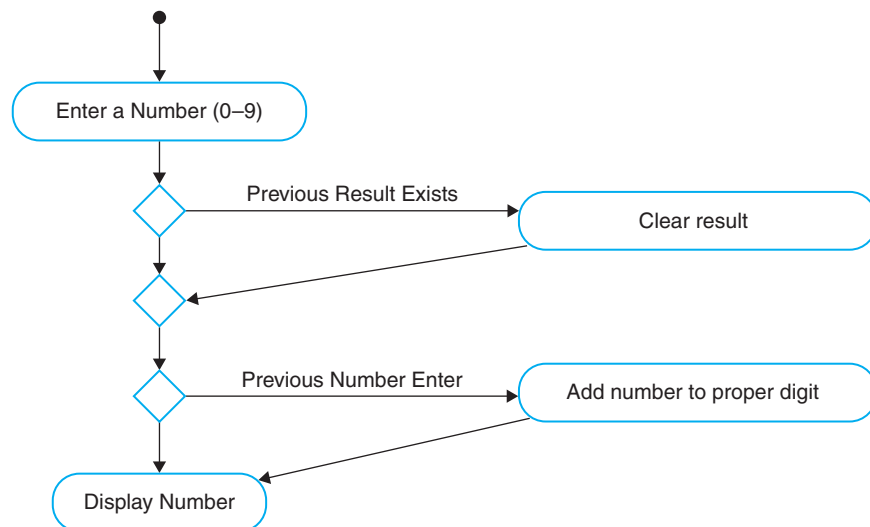 Enter a Number (0–9)
Previous Result Exists
Clear result
Previous Number Enter
Add number to proper digit
Display Number